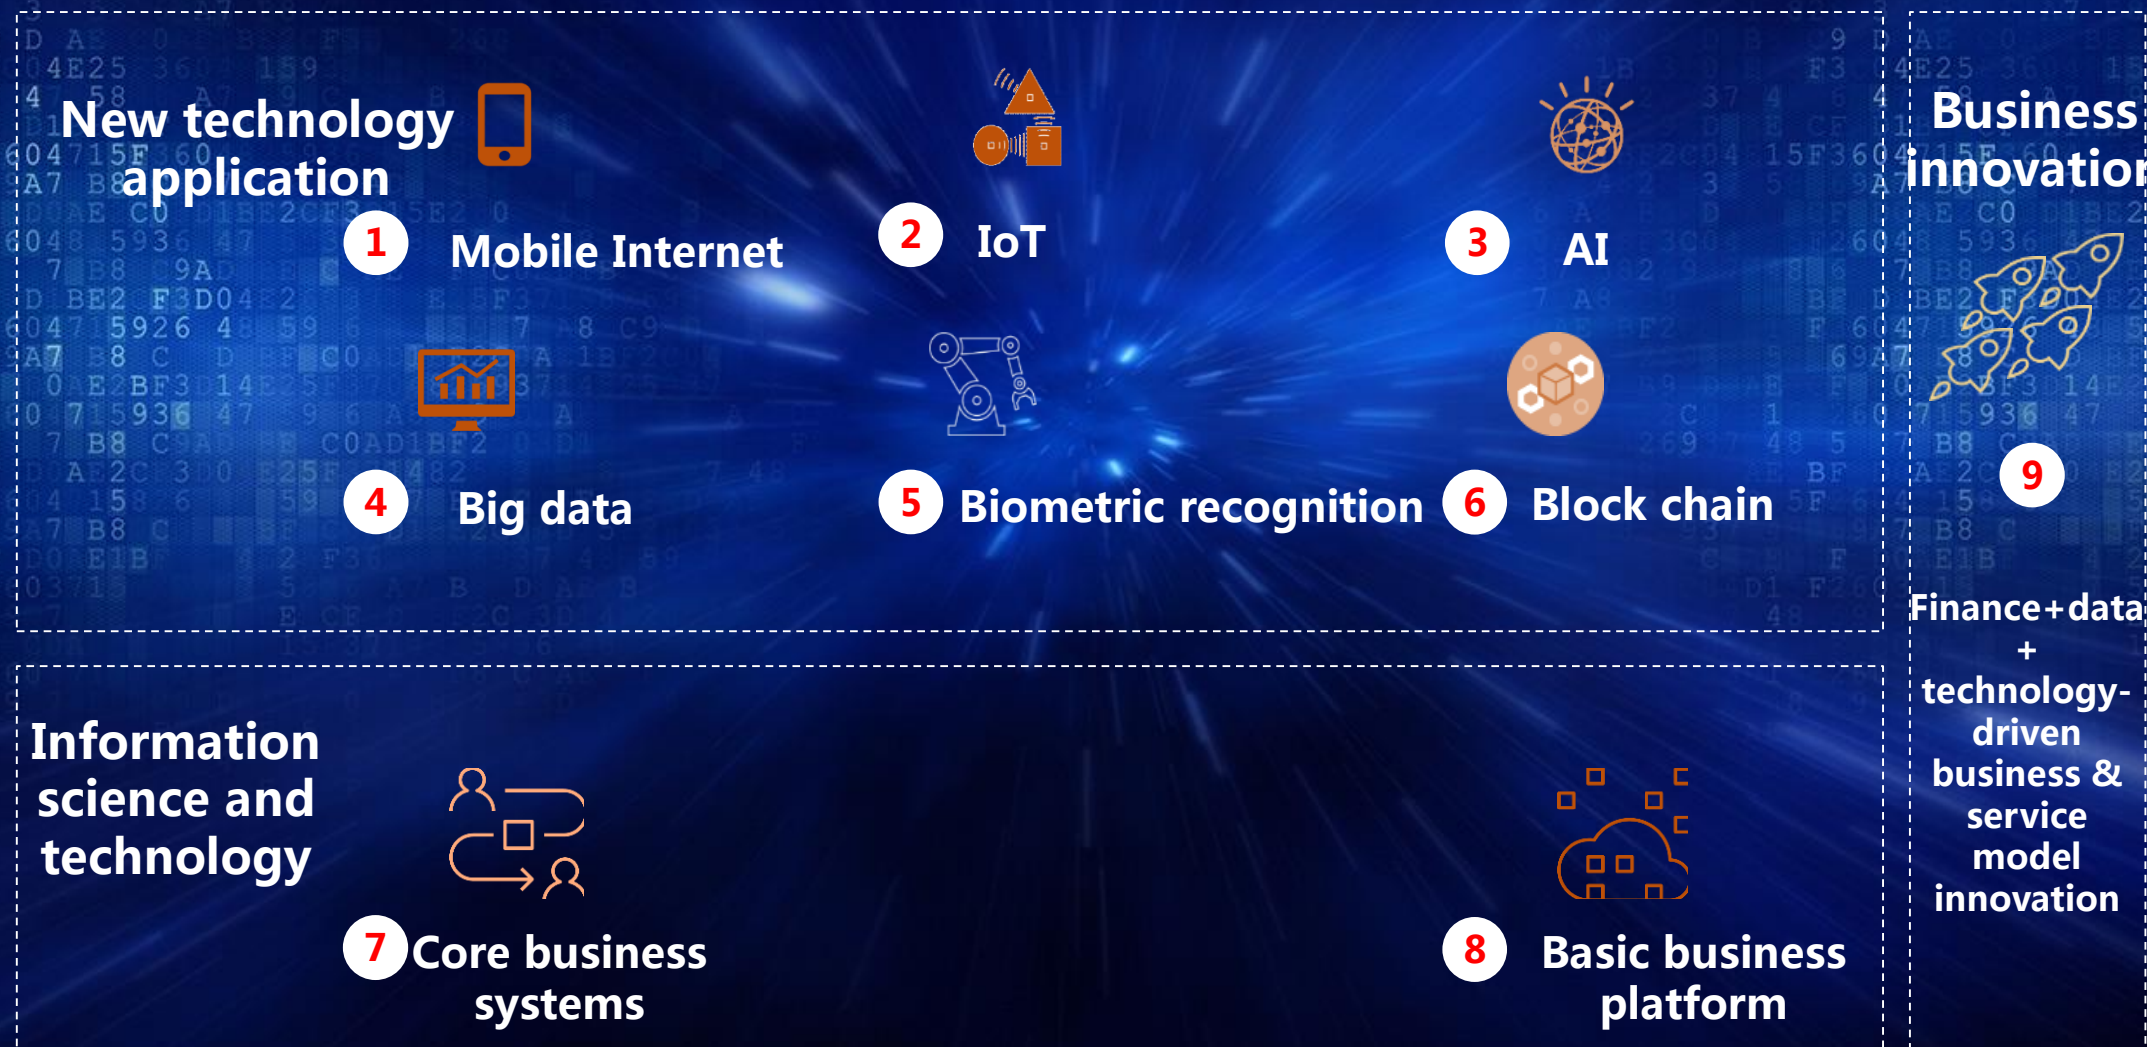 New technology
application
1
Mobile Internet
2
IoT
3
AI
4
Big data
5
Biometric recognition
6
Block chain
Information
science and
technology
7
Core business
systems
8
Basic business
platform
Business
innovation
9
Finance+data
+
technology-
driven
business &
service
model
innovation